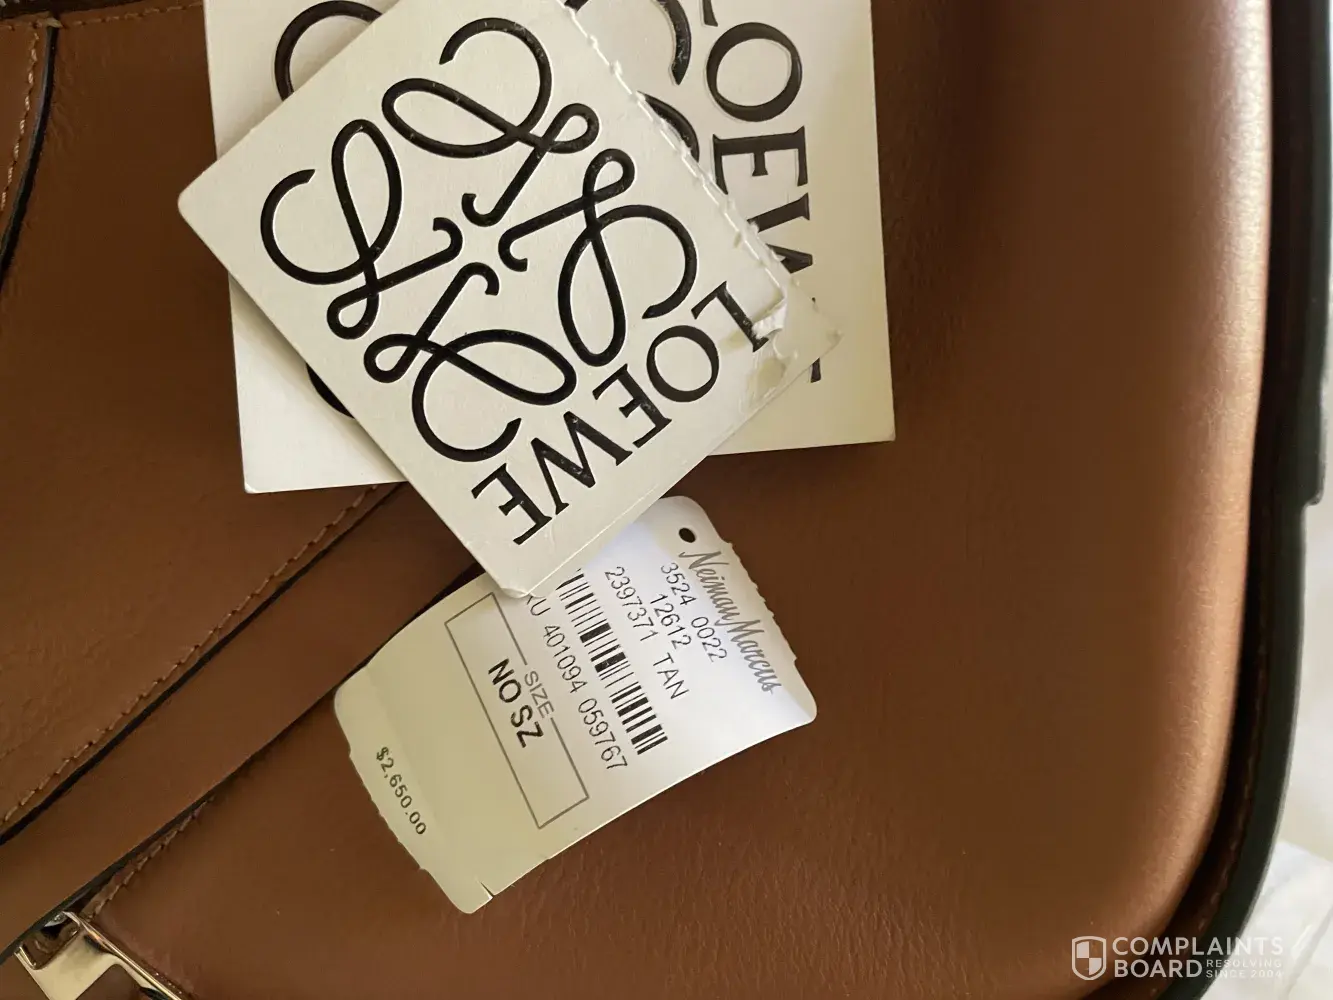 LOEWE
LOEWE
Neiman Marcus
3524 0022
12612
2397371 TAN
401094 059767
SIZE
NO SZ
$2,650.00
COMPLAINTS
BOARD RESOLVING
SINCE 2004